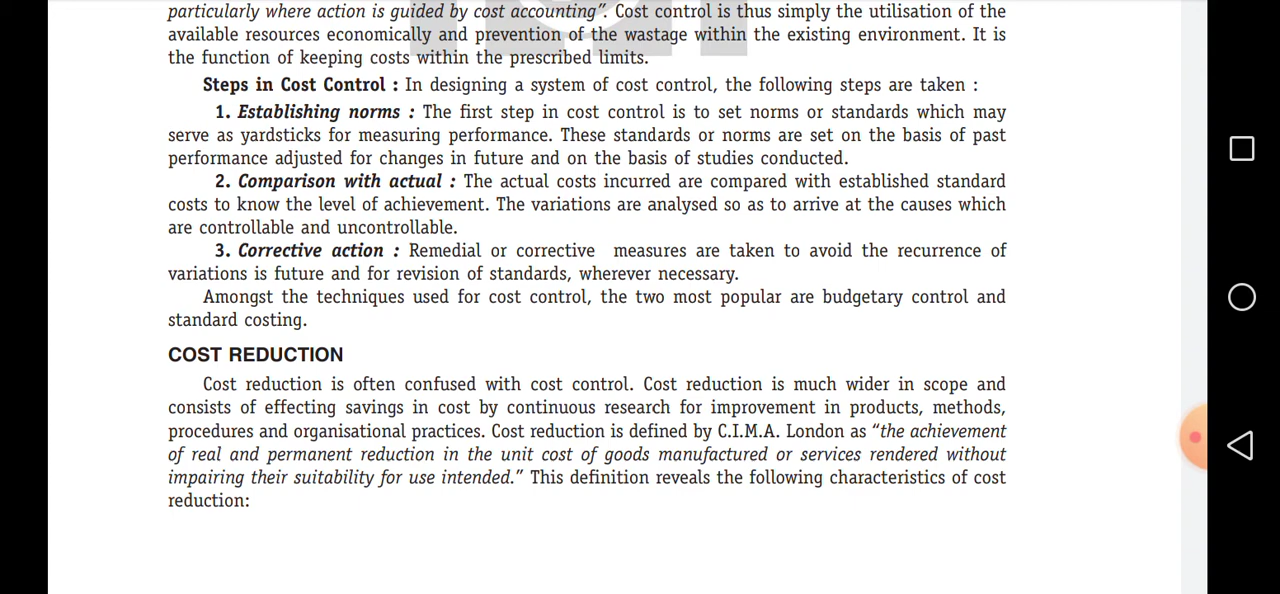 particularly where action is guided by cost accounting”. Cost control is thus simply the utilisation of the
available resources economically and prevention of the wastage within the existing environment. It is
the function of keeping costs within the prescribed limits.
Steps in Cost Control : In designing a system of cost control, the following steps are taken :
1. Establishing norms : The first step in cost control is to set norms or standards which may
serve as yardsticks for measuring performance. These standards or norms are set on the basis of past
performance adjusted for changes in future and on the basis of studies conducted.
2. Comparison with actual : The actual costs incurred are compared with established standard
costs to know the level of achievement. The variations are analysed so as to arrive at the causes which
are controllable and uncontrollable.
3. Corrective action : Remedial or corrective measures are taken to avoid the recurrence of
variations is future and for revision of standards, wherever necessary.
Amongst the techniques used for cost control, the two most popular are budgetary control and
standard costing.
COST REDUCTION
Cost reduction is often confused with cost control. Cost reduction is much wider in scope and
consists of effecting savings in cost by continuous research for improvement in products, methods,
procedures and organisational practices. Cost reduction is defined by C.I.M.A. London as “the achievement
of real and permanent reduction in the unit cost of goods manufactured or services rendered without
impairing their suitability for use intended.” This definition reveals the following characteristics of cost
reduction: